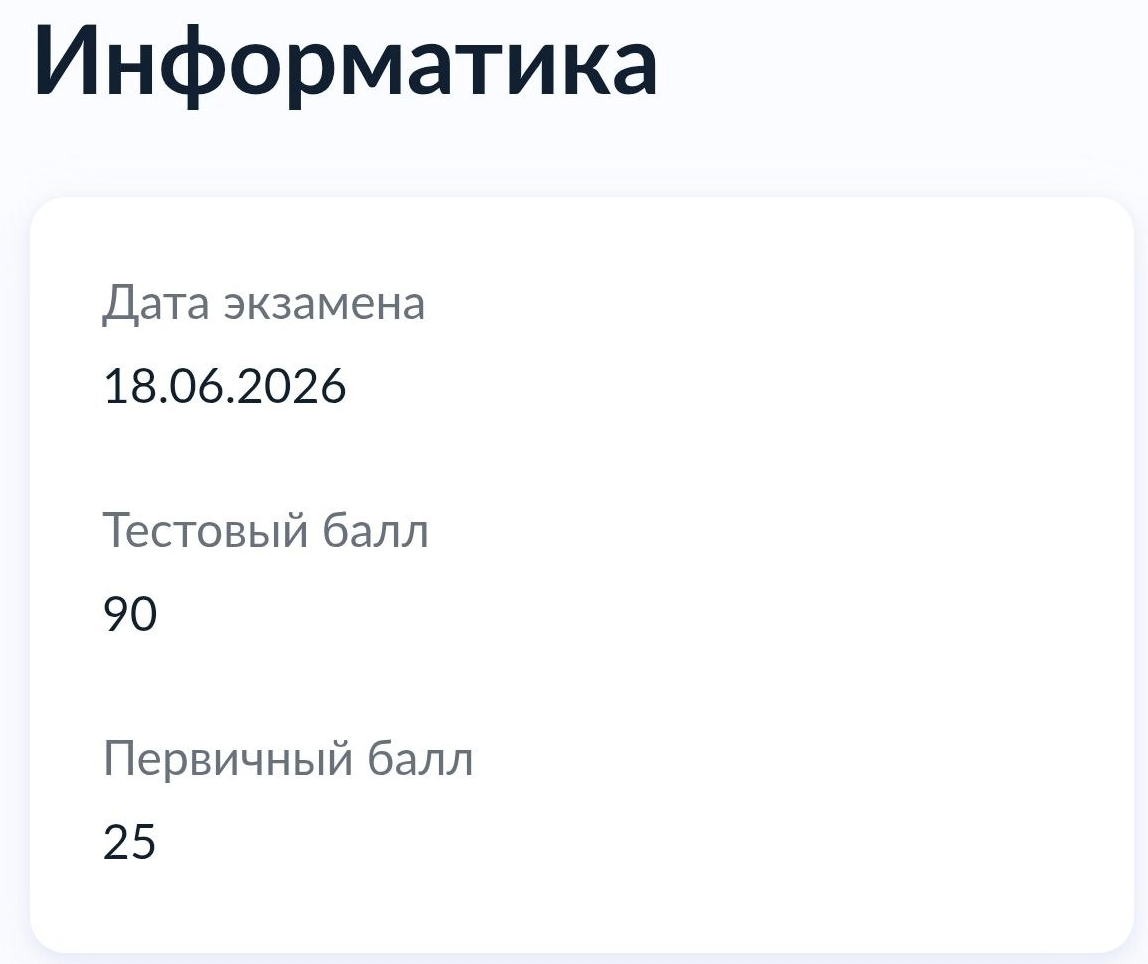 Информатика
Дата экзамена
18.06.2026
Тестовый балл
90
Первичный балл
25